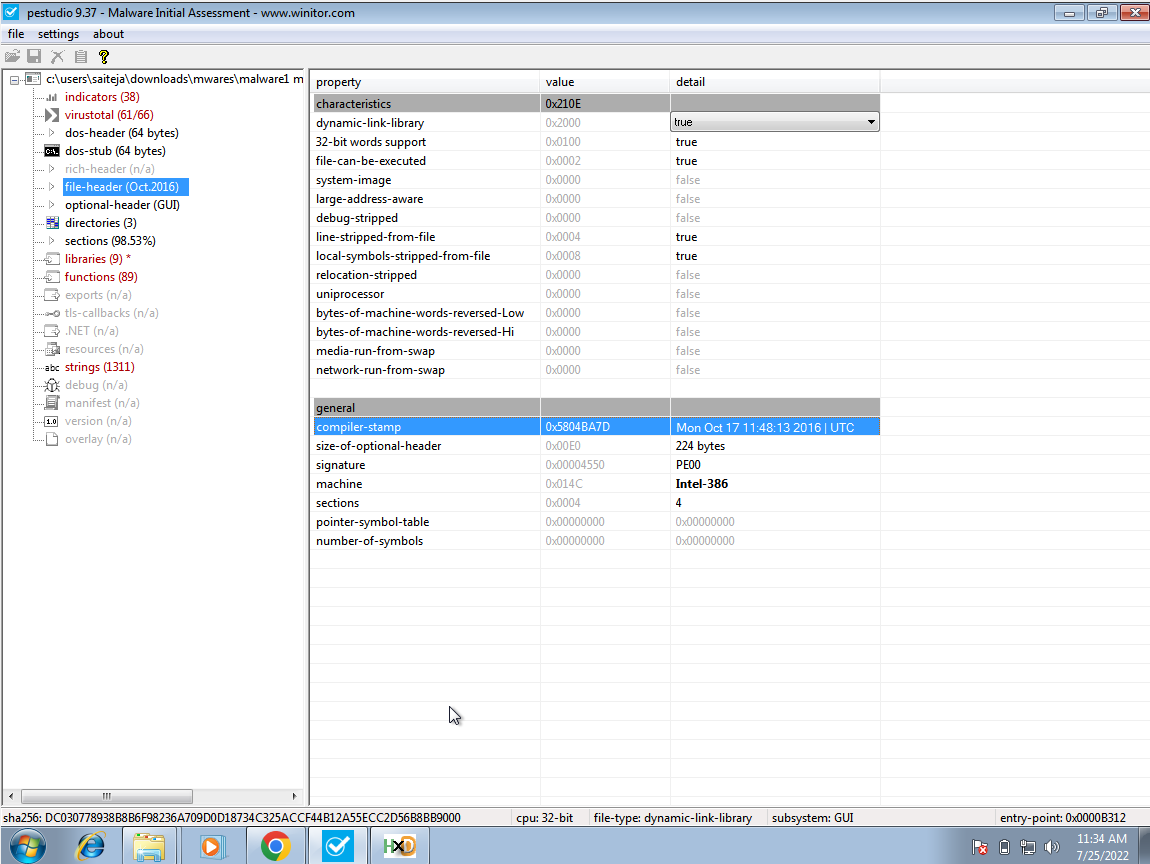 pestudio 9.37 - Malware Initial Assessment - www.winitor.com
file settings about
c:\users\saiteja\downloads\mwares\malware1 m
indicators (38)
virustotal (61/66)
dos-header (64 bytes)
dos-stub (64 bytes)
rich-header (n/a)
file-header (Oct.2016)
optional-header (GUI)
directories (3)
sections (98.53%)
libraries (9) *
functions (89)
exports (n/a)
tls-callbacks (n/a)
.NET (n/a)
resources (n/a)
abc strings (1311)
debug (n/a)
manifest (n/a)
1.0 version (n/a)
overlay (n/a)
property value detail
characteristics 0x210E
dynamic-link-library 0x2000 true
32-bit words support 0x0100 true
file-can-be-executed 0x0002 true
system-image 0x0000 false
large-address-aware 0x0000 false
debug-stripped 0x0000 false
line-stripped-from-file 0x0004 true
local-symbols-stripped-from-file 0x0008 true
relocation-stripped 0x0000 false
uniprocessor 0x0000 false
bytes-of-machine-words-reversed-Low 0x0000 false
bytes-of-machine-words-reversed-Hi 0x0000 false
media-run-from-swap 0x0000 false
network-run-from-swap 0x0000 false
general
compiler-stamp 0x5804BA7D Mon Oct 17 11:48:13 2016 | UTC
size-of-optional-header 0x00E0 224 bytes
signature 0x00004550 PE00
machine 0x014C Intel-386
sections 0x0004 4
pointer-symbol-table 0x00000000 0x00000000
number-of-symbols 0x00000000 0x00000000
sha256: DC030778938B8B6F98236A709D0D18734C325ACCF44B12A55ECC2D56B8BB9000 cpu: 32-bit file-type: dynamic-link-library subsystem: GUI entry-point: 0x0000B312
HXD
11:34 AM
7/25/2022